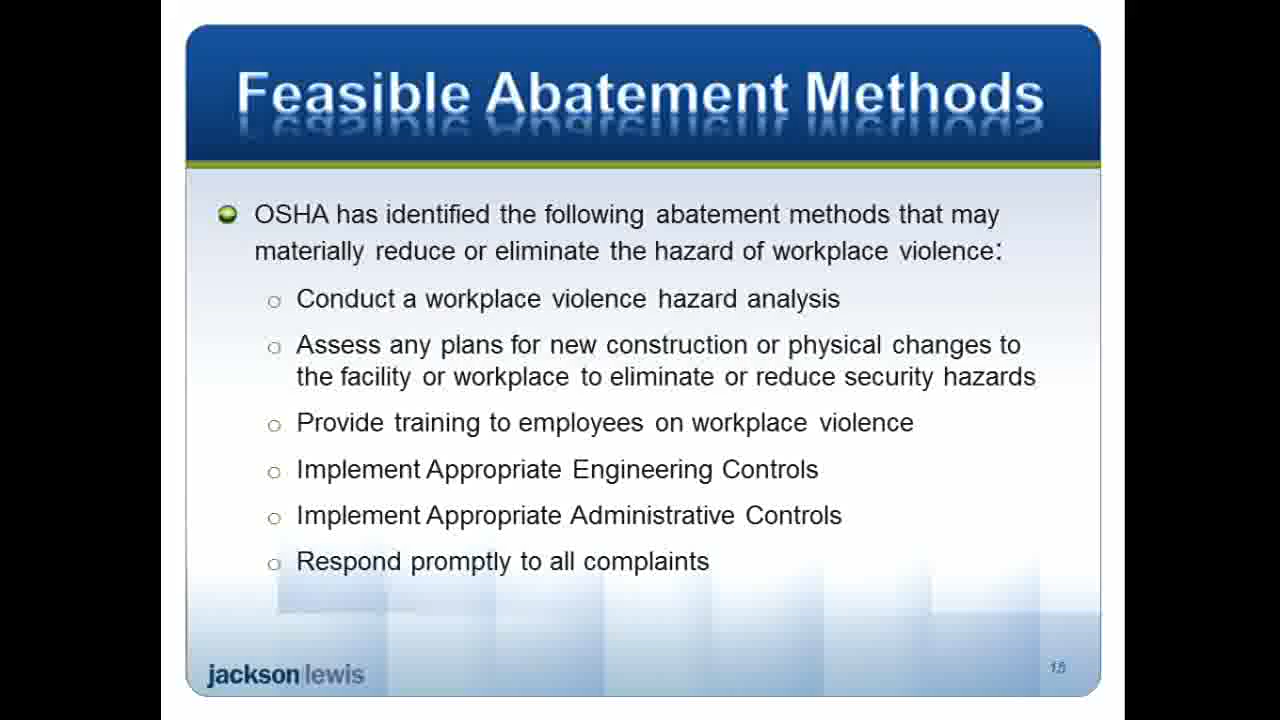 Feasible Abatement Methods
OSHA has identified the following abatement methods that may
materially reduce or eliminate the hazard of workplace violence:
Conduct a workplace violence hazard analysis
Assess any plans for new construction or physical changes to
the facility or workplace to eliminate or reduce security hazards
Provide training to employees on workplace violence
Implement Appropriate Engineering Controls
Implement Appropriate Administrative Controls
Respond promptly to all complaints
jackson lewis
15